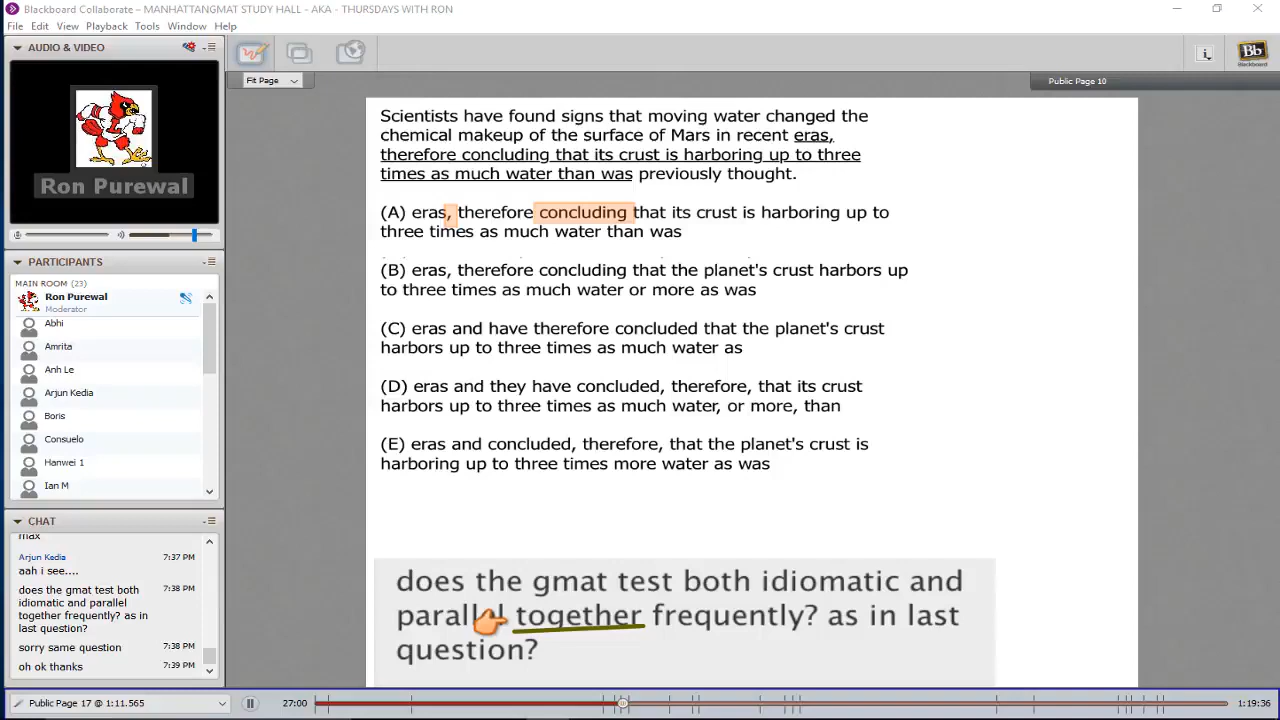 Blackboard Collaborate – MANHATTANGMAT STUDY HALL - AKA - THURSDAYS WITH RON
File Edit View Playback Tools Window Help
AUDIO & VIDEO
Ron Purewal
PARTICIPANTS
MAIN ROOM (23)
Ron Purewal
Moderator
Abhi
Amrita
Anh Le
Arjun Kedia
Boris
Consuelo
Hanwei 1
Ian M
CHAT
max
Arjun Kedia 7:37 PM
aah i see....
does the gmat test both 7:38 PM
idiomatic and parallel
together frequently? as in
last question?
sorry same question 7:38 PM
oh ok thanks 7:39 PM
Fit Page
Public Page 10
i
Bb
Blackboard
Scientists have found signs that moving water changed the
chemical makeup of the surface of Mars in recent eras,
therefore concluding that its crust is harboring up to three
times as much water than was previously thought.
(A) eras, therefore concluding that its crust is harboring up to
three times as much water than was
(B) eras, therefore concluding that the planet's crust harbors up
to three times as much water or more as was
(C) eras and have therefore concluded that the planet's crust
harbors up to three times as much water as
(D) eras and they have concluded, therefore, that its crust
harbors up to three times as much water, or more, than
(E) eras and concluded, therefore, that the planet's crust is
harboring up to three times more water as was
does the gmat test both idiomatic and
parallel together frequently? as in last
question?
Public Page 17 @ 1:11.565
27:00
1:19:36